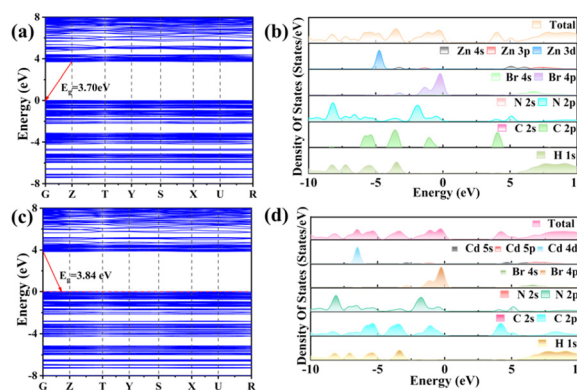 (a)
Energy (eV)
8
4
0
-4
8
Eg=3.70eV
G Z T Y S X U R
(b)
Density Of States (States/eV)
Total
Zn 4s Zn 3p Zn 3d
Br 4s Br 4p
N 2s N 2p
C 2s C 2p
H 1s
-10 -5 0 5 1
Energy (eV)
(c)
Energy (eV)
8
4
0
-4
-8
Eg=3.84 eV
G Z T Y S X U R
(d)
Density Of States (States/eV)
Total
Cd 5s Cd 5p Cd 4d
Br 4s Br 4p
N 2s N 2p
C 2s C 2p
H 1s
-10 -5 0 5 1
Energy (eV)